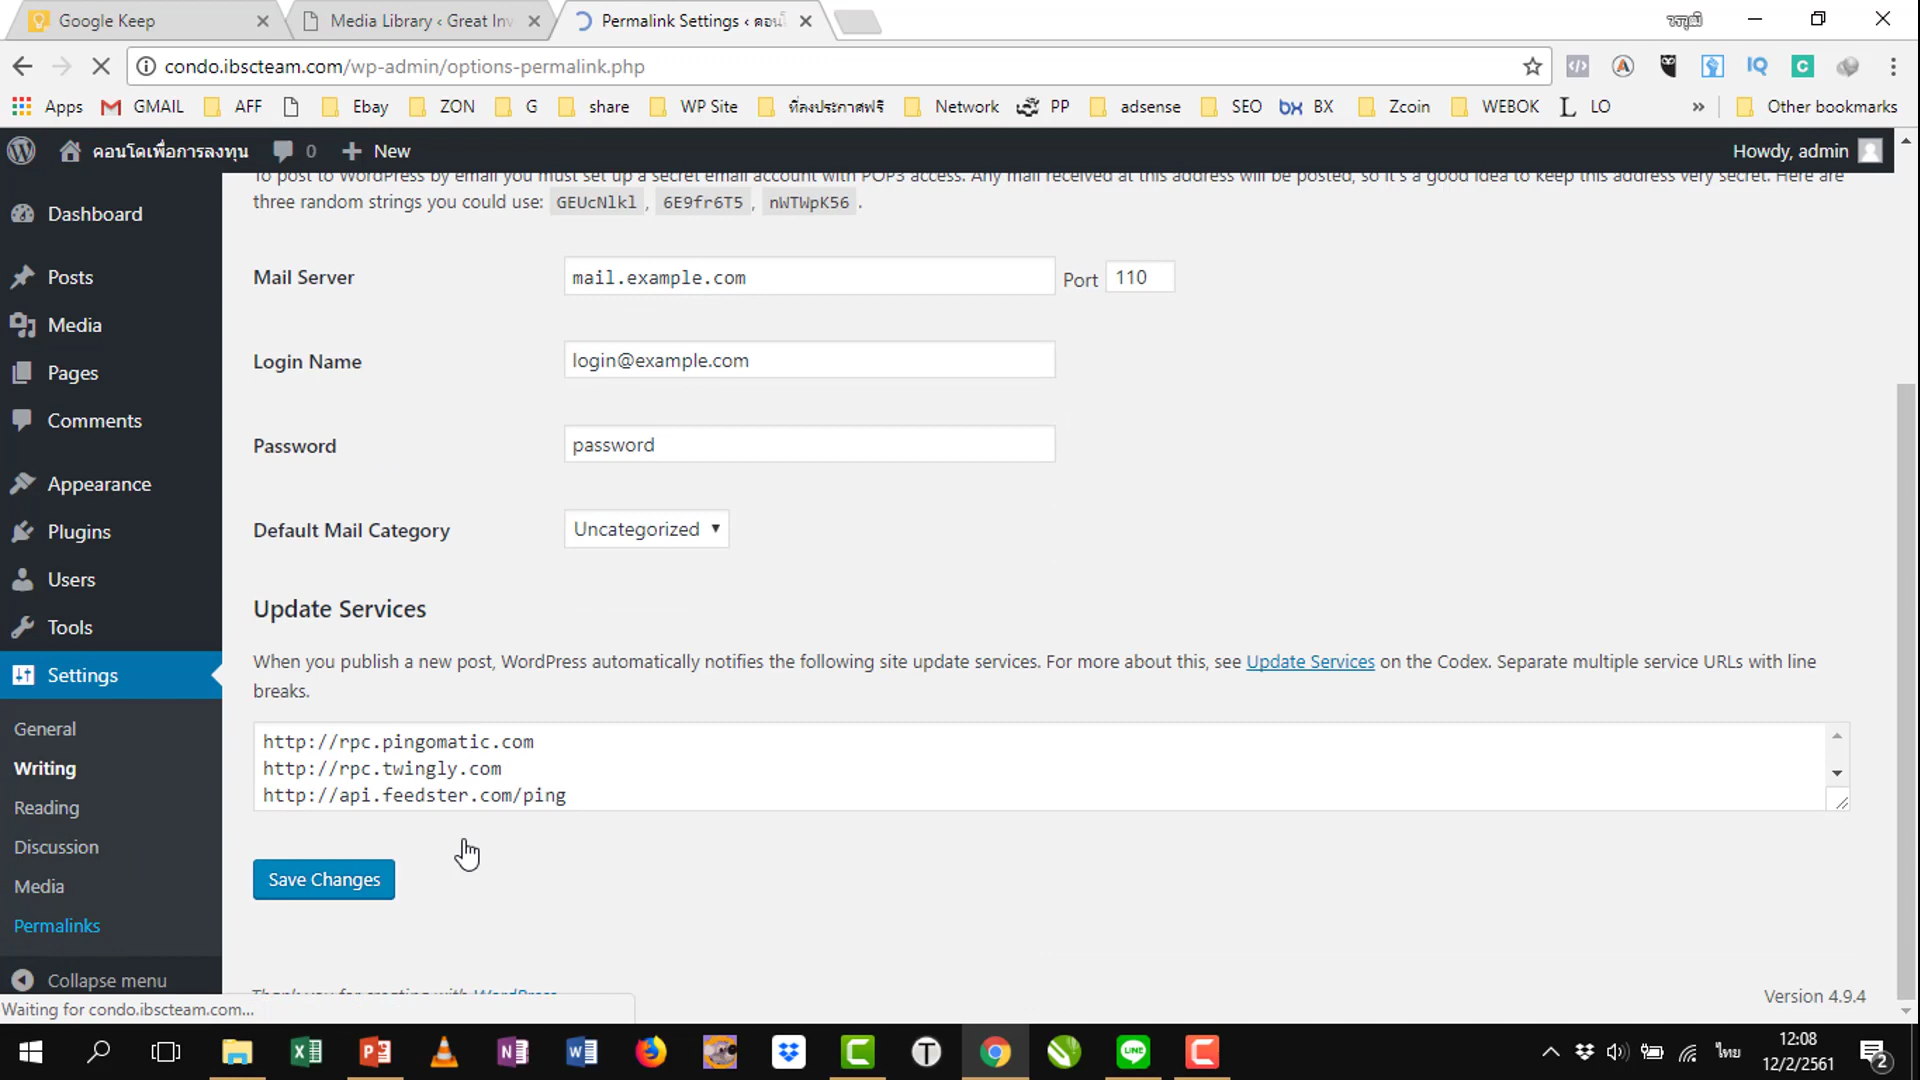 Google Keep
Media Library ‹ Great Inv
Permalink Settings ‹ คอนโ
วรวุฒิ
condo.ibscteam.com/wp-admin/options-permalink.php
Apps GMAIL AFF Ebay ZON G share WP Site ที่ลงประกาศฟรี Network PP adsense SEO BX Zcoin WEBOK LO » Other bookmarks
คอนโดเพื่อการลงทุน 0 New Howdy, admin
To post to WordPress by email you must set up a secret email account with POP3 access. Any mail received at this address will be posted, so it's a good idea to keep this address very secret. Here are
three random strings you could use: GEUcNlkl , 6E9fr6T5 , nWTWpK56 .
Dashboard
Posts
Media
Pages
Comments
Appearance
Plugins
Users
Tools
Settings
General
Writing
Reading
Discussion
Media
Permalinks
Collapse menu
Mail Server mail.example.com Port 110
Login Name login@example.com
Password password
Default Mail Category Uncategorized
Update Services
When you publish a new post, WordPress automatically notifies the following site update services. For more about this, see Update Services on the Codex. Separate multiple service URLs with line
breaks.
http://rpc.pingomatic.com
http://rpc.twingly.com
http://api.feedster.com/ping
Save Changes
Thank you for creating with WordPress
Version 4.9.4
Waiting for condo.ibscteam.com...
ไทย
12:08
12/2/2561
2